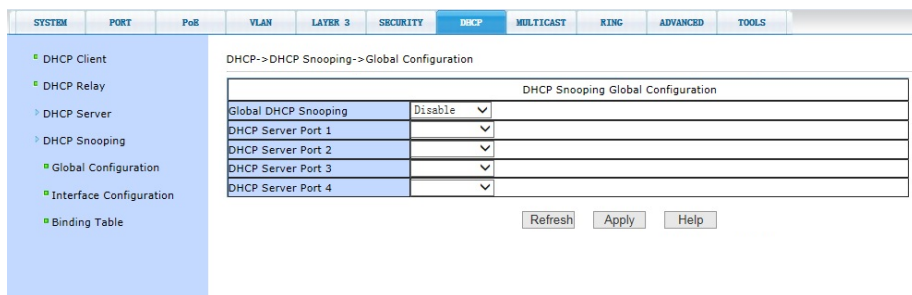 SYSTEM PORT PoE VLAN LAYER 3 SECURITY DHCP MULTICAST RING ADVANCED TOOLS
DHCP Client
DHCP Relay
DHCP Server
DHCP Snooping
Global Configuration
Interface Configuration
Binding Table
DHCP->DHCP Snooping->Global Configuration
DHCP Snooping Global Configuration
Global DHCP Snooping Disable
DHCP Server Port 1
DHCP Server Port 2
DHCP Server Port 3
DHCP Server Port 4
Refresh Apply Help